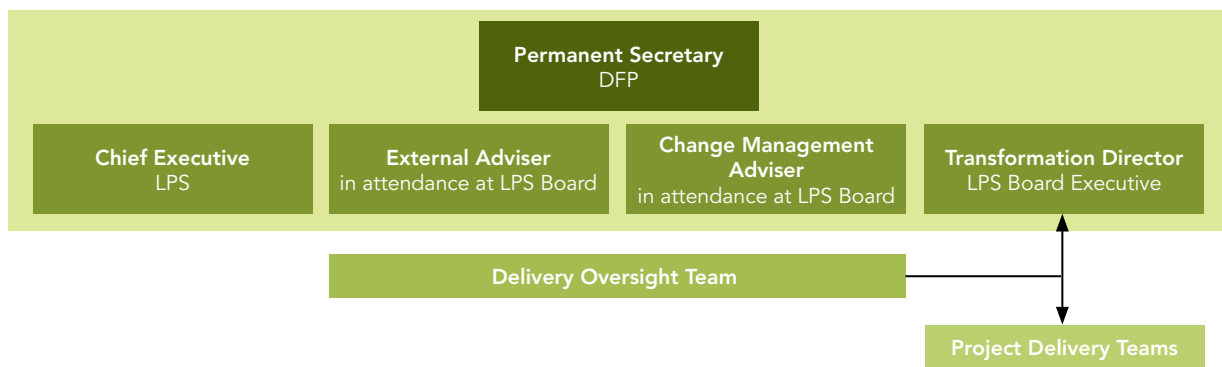 Permanent Secretary
DFP
Chief Executive
LPS
External Adviser
in attendance at LPS Board
Change Management
Adviser
in attendance at LPS Board
Transformation Director
LPS Board Executive
Delivery Oversight Team
Project Delivery Teams